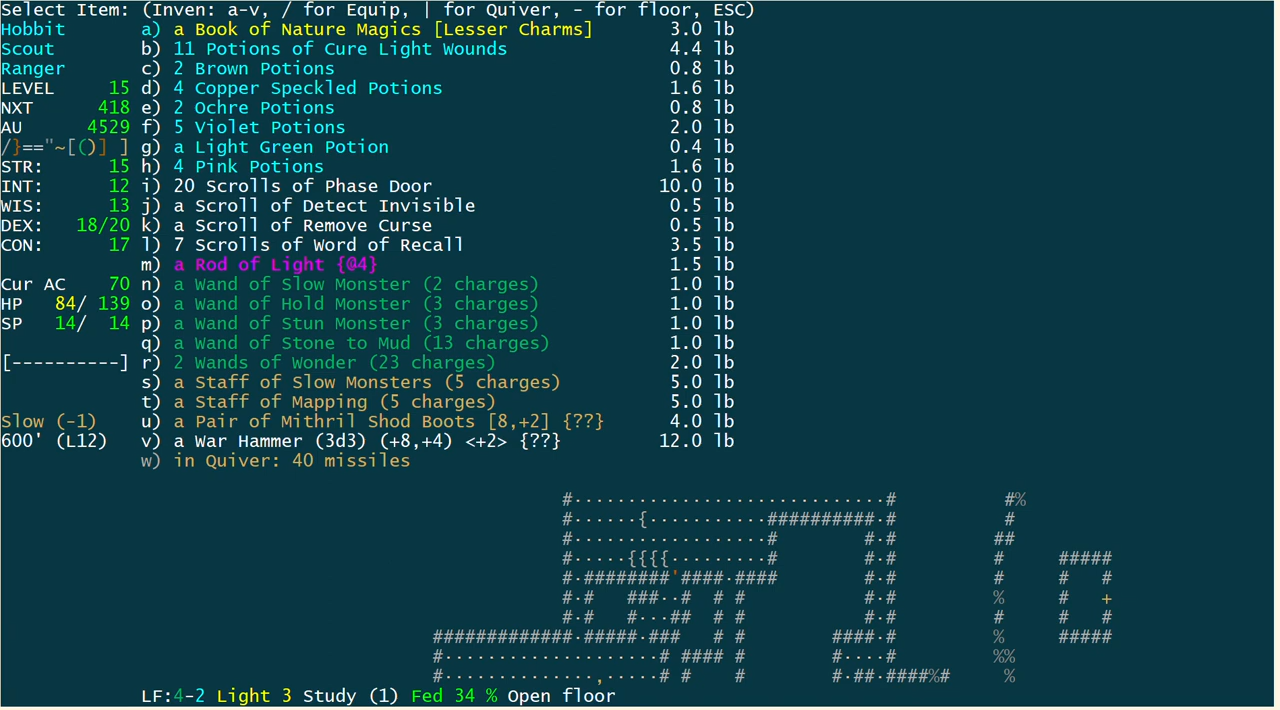 Select Item: (Inven: a-v, / for Equip, | for Quiver, - for floor, ESC)
Hobbit       a) a Book of Nature Magics [Lesser Charms]       3.0 lb
Scout        b) 11 Potions of Cure Light Wounds               4.4 lb
Ranger       c) 2 Brown Potions                               0.8 lb
LEVEL     15 d) 4 Copper Speckled Potions                     1.6 lb
NXT      418 e) 2 Ochre Potions                               0.8 lb
AU      4529 f) 5 Violet Potions                              2.0 lb
/}=="~[()] ] g) a Light Green Potion                          0.4 lb
STR:      15 h) 4 Pink Potions                                1.6 lb
INT:      12 i) 20 Scrolls of Phase Door                     10.0 lb
WIS:      13 j) a Scroll of Detect Invisible                  0.5 lb
DEX:   18/20 k) a Scroll of Remove Curse                      0.5 lb
CON:      17 l) 7 Scrolls of Word of Recall                   3.5 lb
             m) a Rod of Light {@4}                           1.5 lb
Cur AC    70 n) a Wand of Slow Monster (2 charges)            1.0 lb
HP   84/ 139 o) a Wand of Hold Monster (3 charges)            1.0 lb
SP   14/  14 p) a Wand of Stun Monster (3 charges)            1.0 lb
             q) a Wand of Stone to Mud (13 charges)           1.0 lb
[----------] r) 2 Wands of Wonder (23 charges)                2.0 lb
             s) a Staff of Slow Monsters (5 charges)          5.0 lb
             t) a Staff of Mapping (5 charges)                5.0 lb
Slow (-1)    u) a Pair of Mithril Shod Boots [8,+2] {??}      4.0 lb
600' (L12)   v) a War Hammer (3d3) (+8,+4) <+2> {??}         12.0 lb
             w) in Quiver: 40 missiles
LF:4-2 Light 3 Study (1) Fed 34 % Open floor